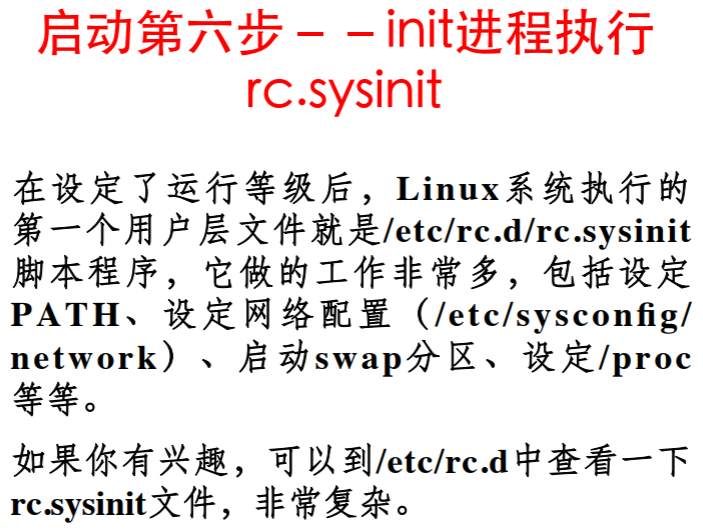 启动第六步－－init进程执行
rc.sysinit
在设定了运行等级后，Linux系统执行的
第一个用户层文件就是/etc/rc.d/rc.sysinit
脚本程序，它做的工作非常多，包括设定
PATH、设定网络配置（/etc/sysconfig/
network）、启动swap分区、设定/proc
等等。
如果你有兴趣，可以到/etc/rc.d中查看一下
rc.sysinit文件，非常复杂。